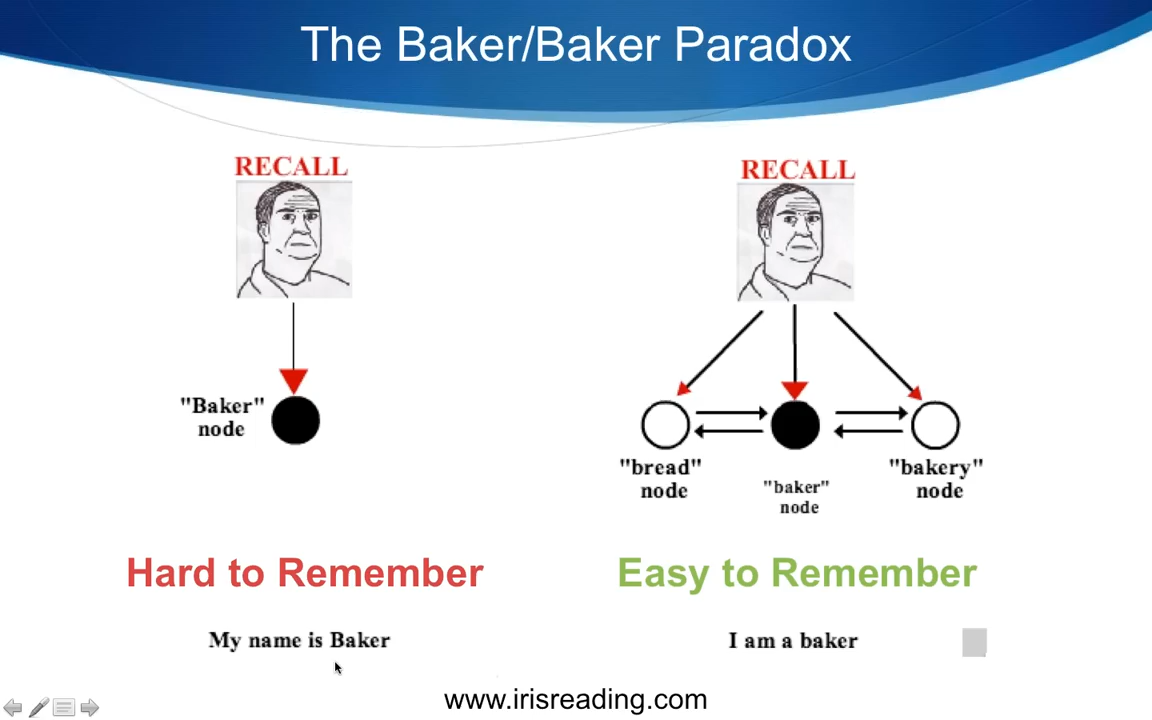 The Baker/Baker Paradox
RECALL
"Baker"
node
Hard to Remember
My name is Baker
RECALL
"bread"
node
"baker"
node
"bakery"
node
Easy to Remember
I am a baker
www.irisreading.com